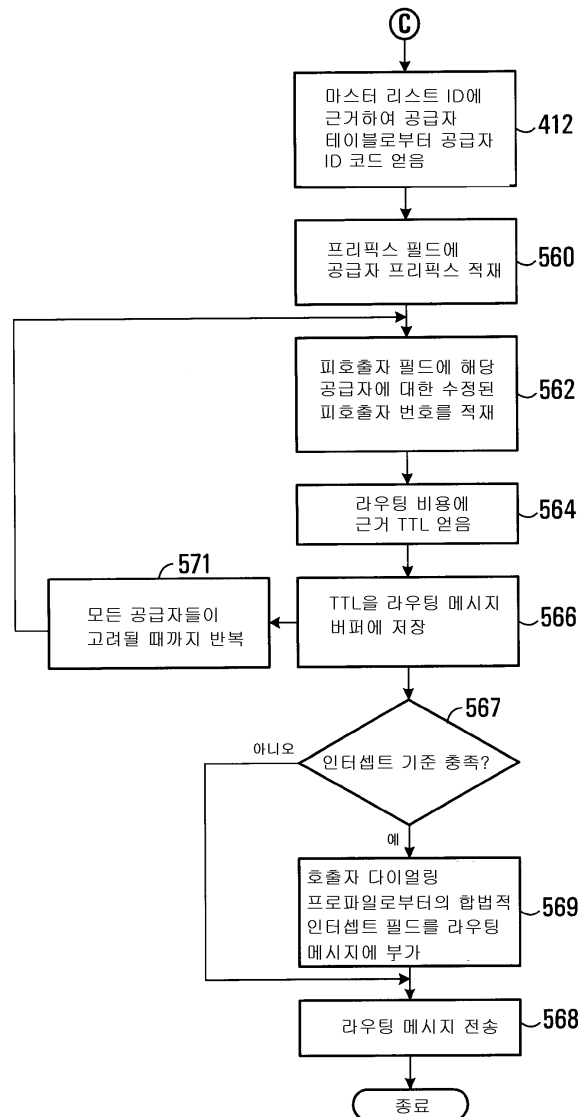 C
마스터 리스트 ID에
근거하여 공급자
테이블로부터 공급자
ID 코드 얻음
412
프리픽스 필드에
공급자 프리픽스 적재
560
피호출자 필드에 해당
공급자에 대한 수정된
피호출자 번호를 적재
562
라우팅 비용에
근거 TTL 얻음
564
571
모든 공급자들이
고려될 때까지 반복
TTL을 라우팅 메시지
버퍼에 저장
566
567
아니오
인터셉트 기준 충족?
예
호출자 다이얼링
프로파일로부터의 합법적
인터셉트 필드를 라우팅
메시지에 부가
569
라우팅 메시지 전송
568
종료